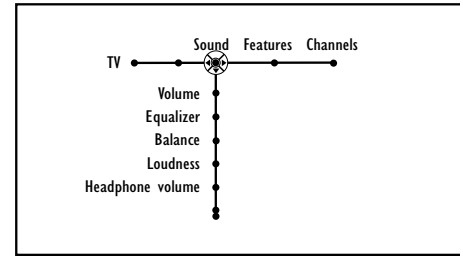 Sound Features Channels
TV
Volume
Equalizer
Balance
Loudness
Headphone volume